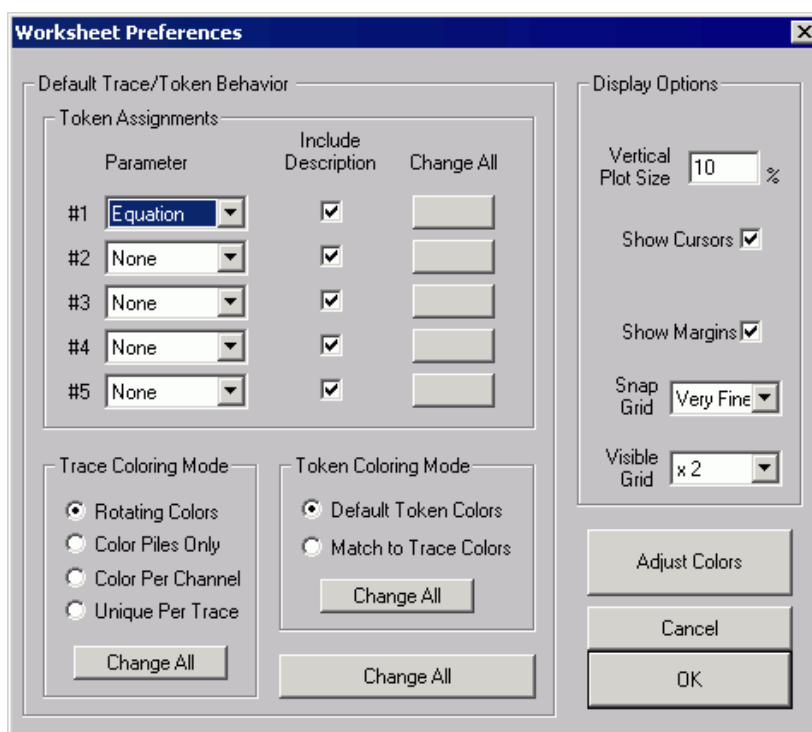 Worksheet Preferences
Default Trace/Token Behavior
Token Assignments
Parameter
Include
Description
Change All
#1 Equation
#2 None
#3 None
#4 None
#5 None
Trace Coloring Mode
Rotating Colors
Color Piles Only
Color Per Channel
Unique Per Trace
Change All
Token Coloring Mode
Default Token Colors
Match to Trace Colors
Change All
Change All
Display Options
Vertical
Plot Size 10 %
Show Cursors
Show Margins
Snap
Grid Very Fine
Visible
Grid x 2
Adjust Colors
Cancel
OK